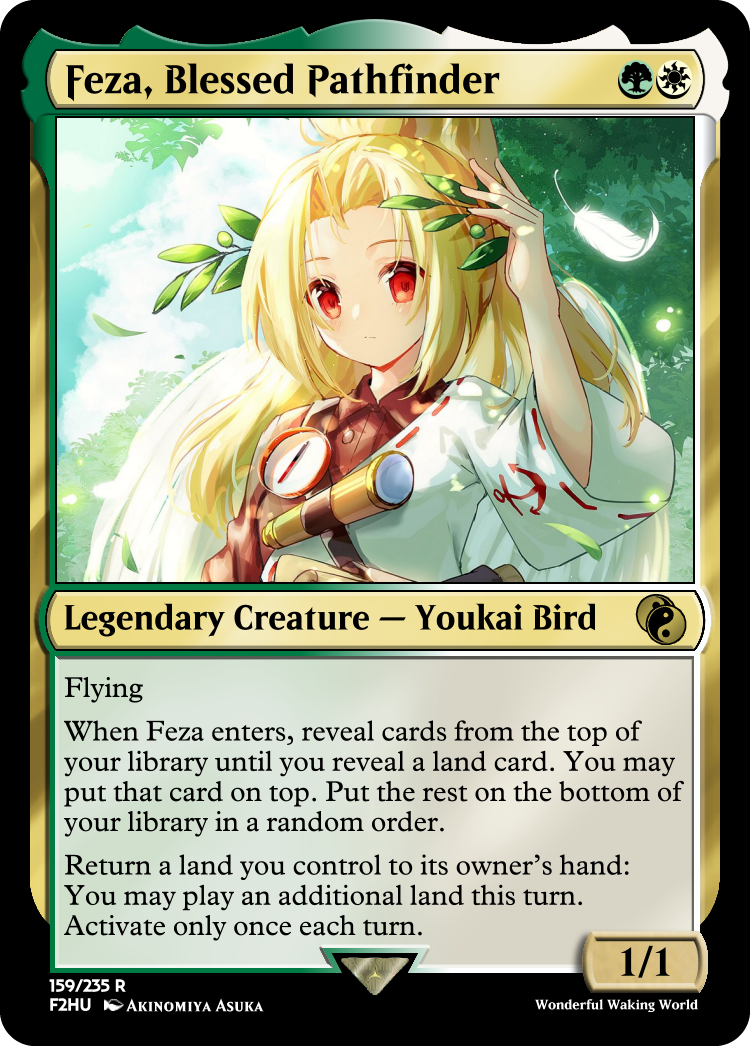 Feza, Blessed Pathfinder
Legendary Creature — Youkai Bird
Flying
When Feza enters, reveal cards from the top of
your library until you reveal a land card. You may
put that card on top. Put the rest on the bottom of
your library in a random order.
Return a land you control to its owner's hand:
You may play an additional land this turn.
Activate only once each turn.
1/1
159/235 R
F2HU Akinomiya Asuka
Wonderful Waking World